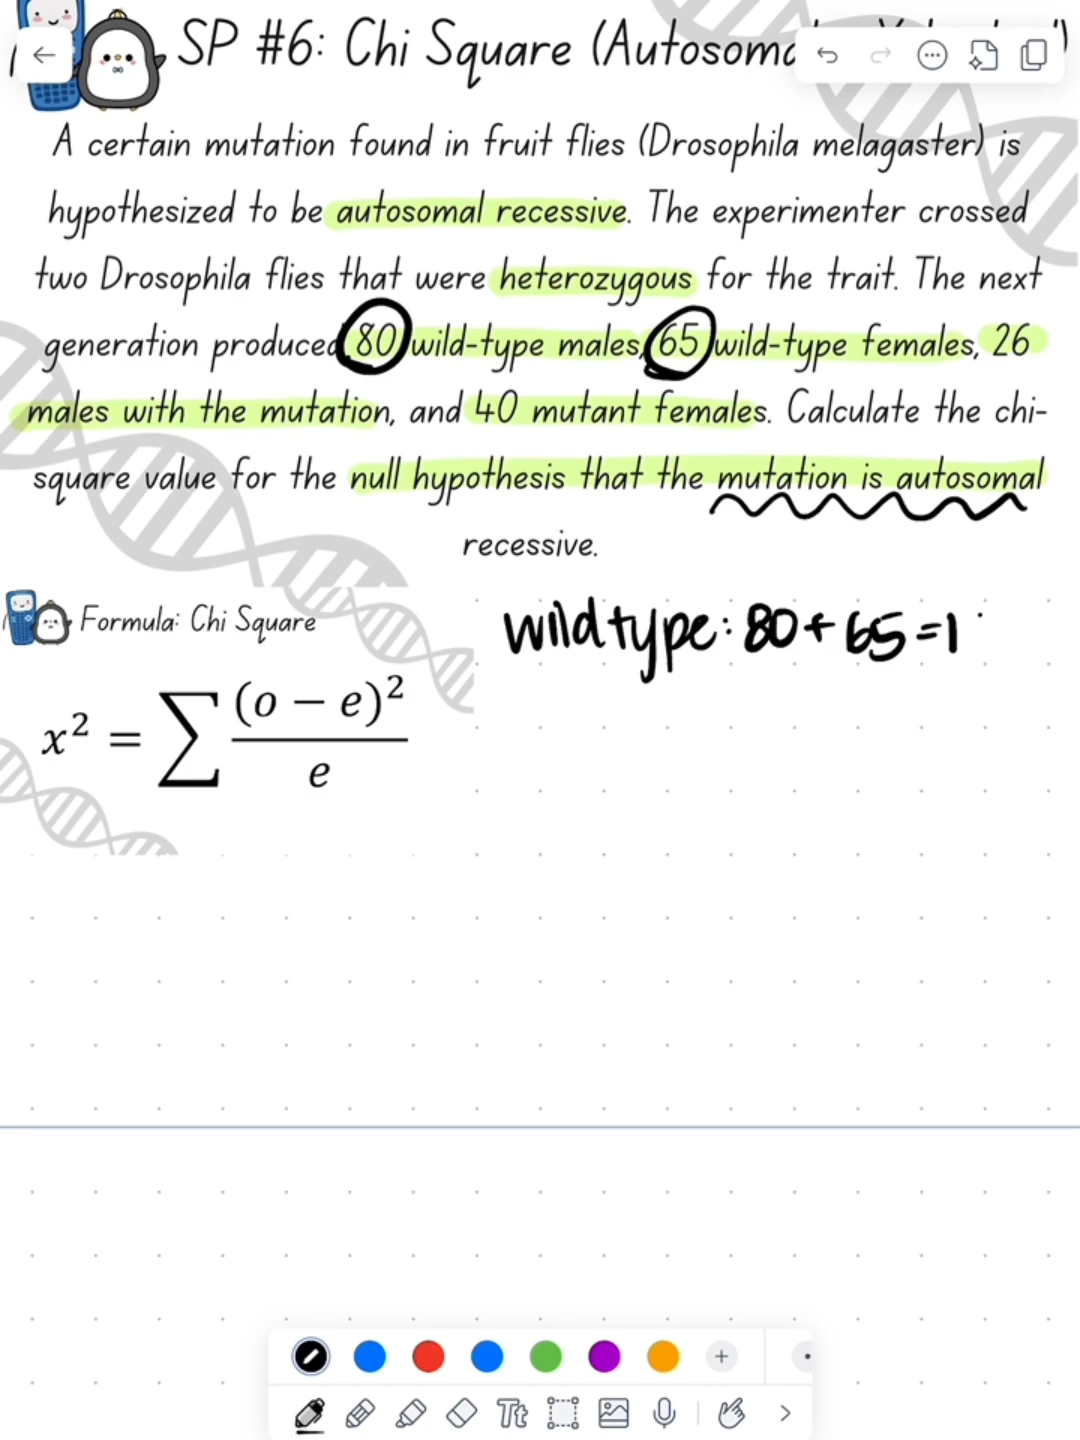 SP #6: Chi Square (Autosoma
A certain mutation found in fruit flies (Drosophila melagaster) is
hypothesized to be autosomal recessive. The experimenter crossed
two Drosophila flies that were heterozygous for the trait. The next
generation produced 80 wild-type males, 65 wild-type females, 26
males with the mutation, and 40 mutant females. Calculate the chi-
square value for the null hypothesis that the mutation is autosomal
recessive.
Formula: Chi Square
wildtype: 80+65=1
x² = ∑ (o − e)² / e
Tt